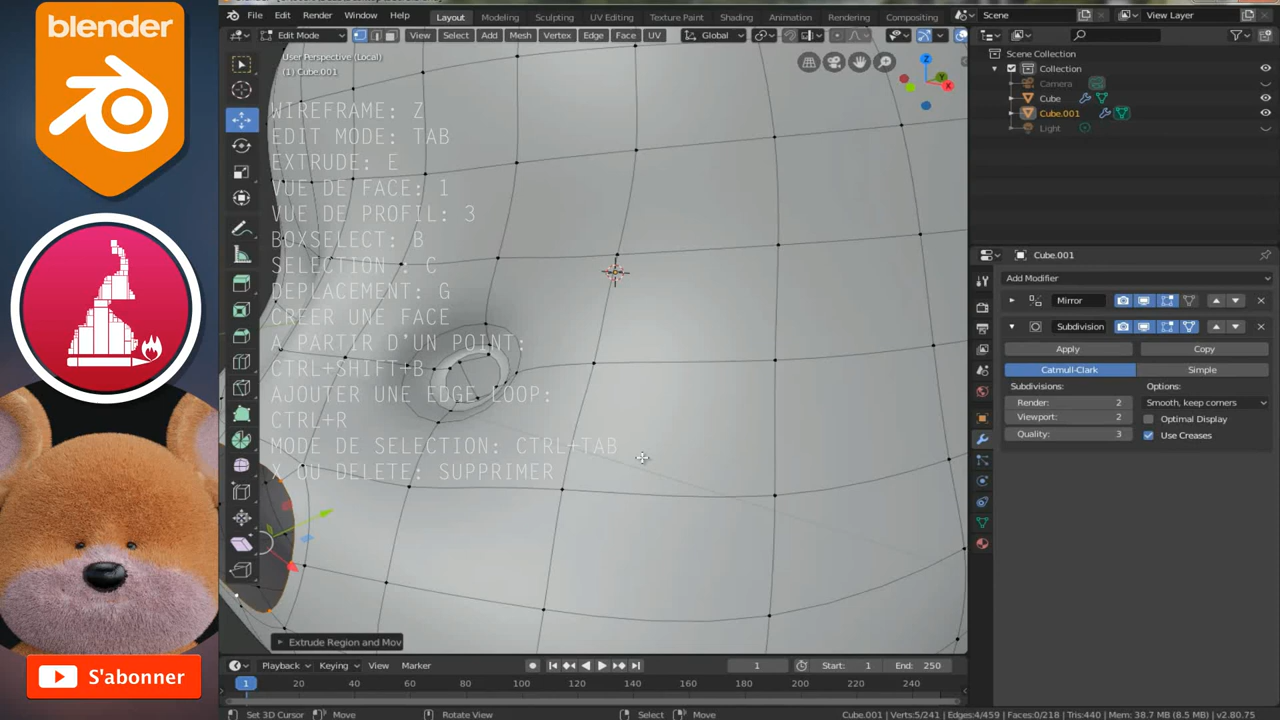 blender
S'abonner
File Edit Render Window Help
Layout Modeling Sculpting UV Editing Texture Paint Shading Animation Rendering Compositing
Scene
View Layer
Edit Mode
View Select Add Mesh Vertex Edge Face UV
Global
User Perspective (Local)
(1) Cube.001
WIREFRAME: Z
EDIT MODE: TAB
EXTRUDE: E
VUE DE FACE: 1
VUE DE PROFIL: 3
BOXSELECT: B
SELECTION : C
DEPLACEMENT: G
CREER UNE FACE
A PARTIR D'UN POINT:
CTRL+SHIFT+B
AJOUTER UNE EDGE LOOP:
CTRL+R
MODE DE SELECTION: CTRL+TAB
X OU DELETE: SUPPRIMER
Extrude Region and Mov
Z
Y
X
Scene Collection
Collection
Camera
Cube
Cube.001
Light
Cube.001
Add Modifier
Mirror
Subdivision
Apply Copy
Catmull-Clark Simple
Subdivisions: Options:
Render: 2 Smooth, keep corners
Viewport: 2 Optimal Display
Quality: 3 Use Creases
Playback Keying View Marker
1 Start: 1 End: 250
1 20 40 60 80 100 120 140 160 180 200 220 240
Set 3D Cursor Move Rotate View Select Move
Cube.001 | Verts:5/241 | Edges:4/459 | Faces:0/218 | Tris:440 | Mem: 38.7 MB (8.5 MB) | v2.80.75